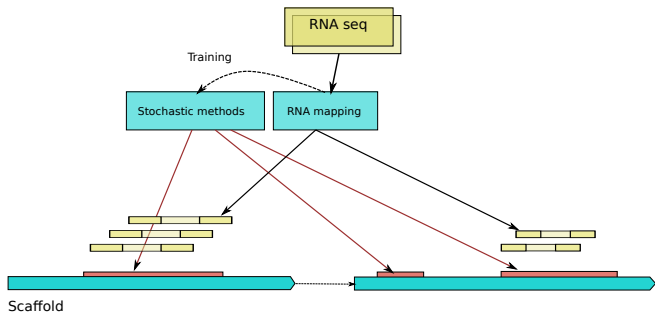 RNA seq
Training
Stochastic methods
RNA mapping
Scaffold